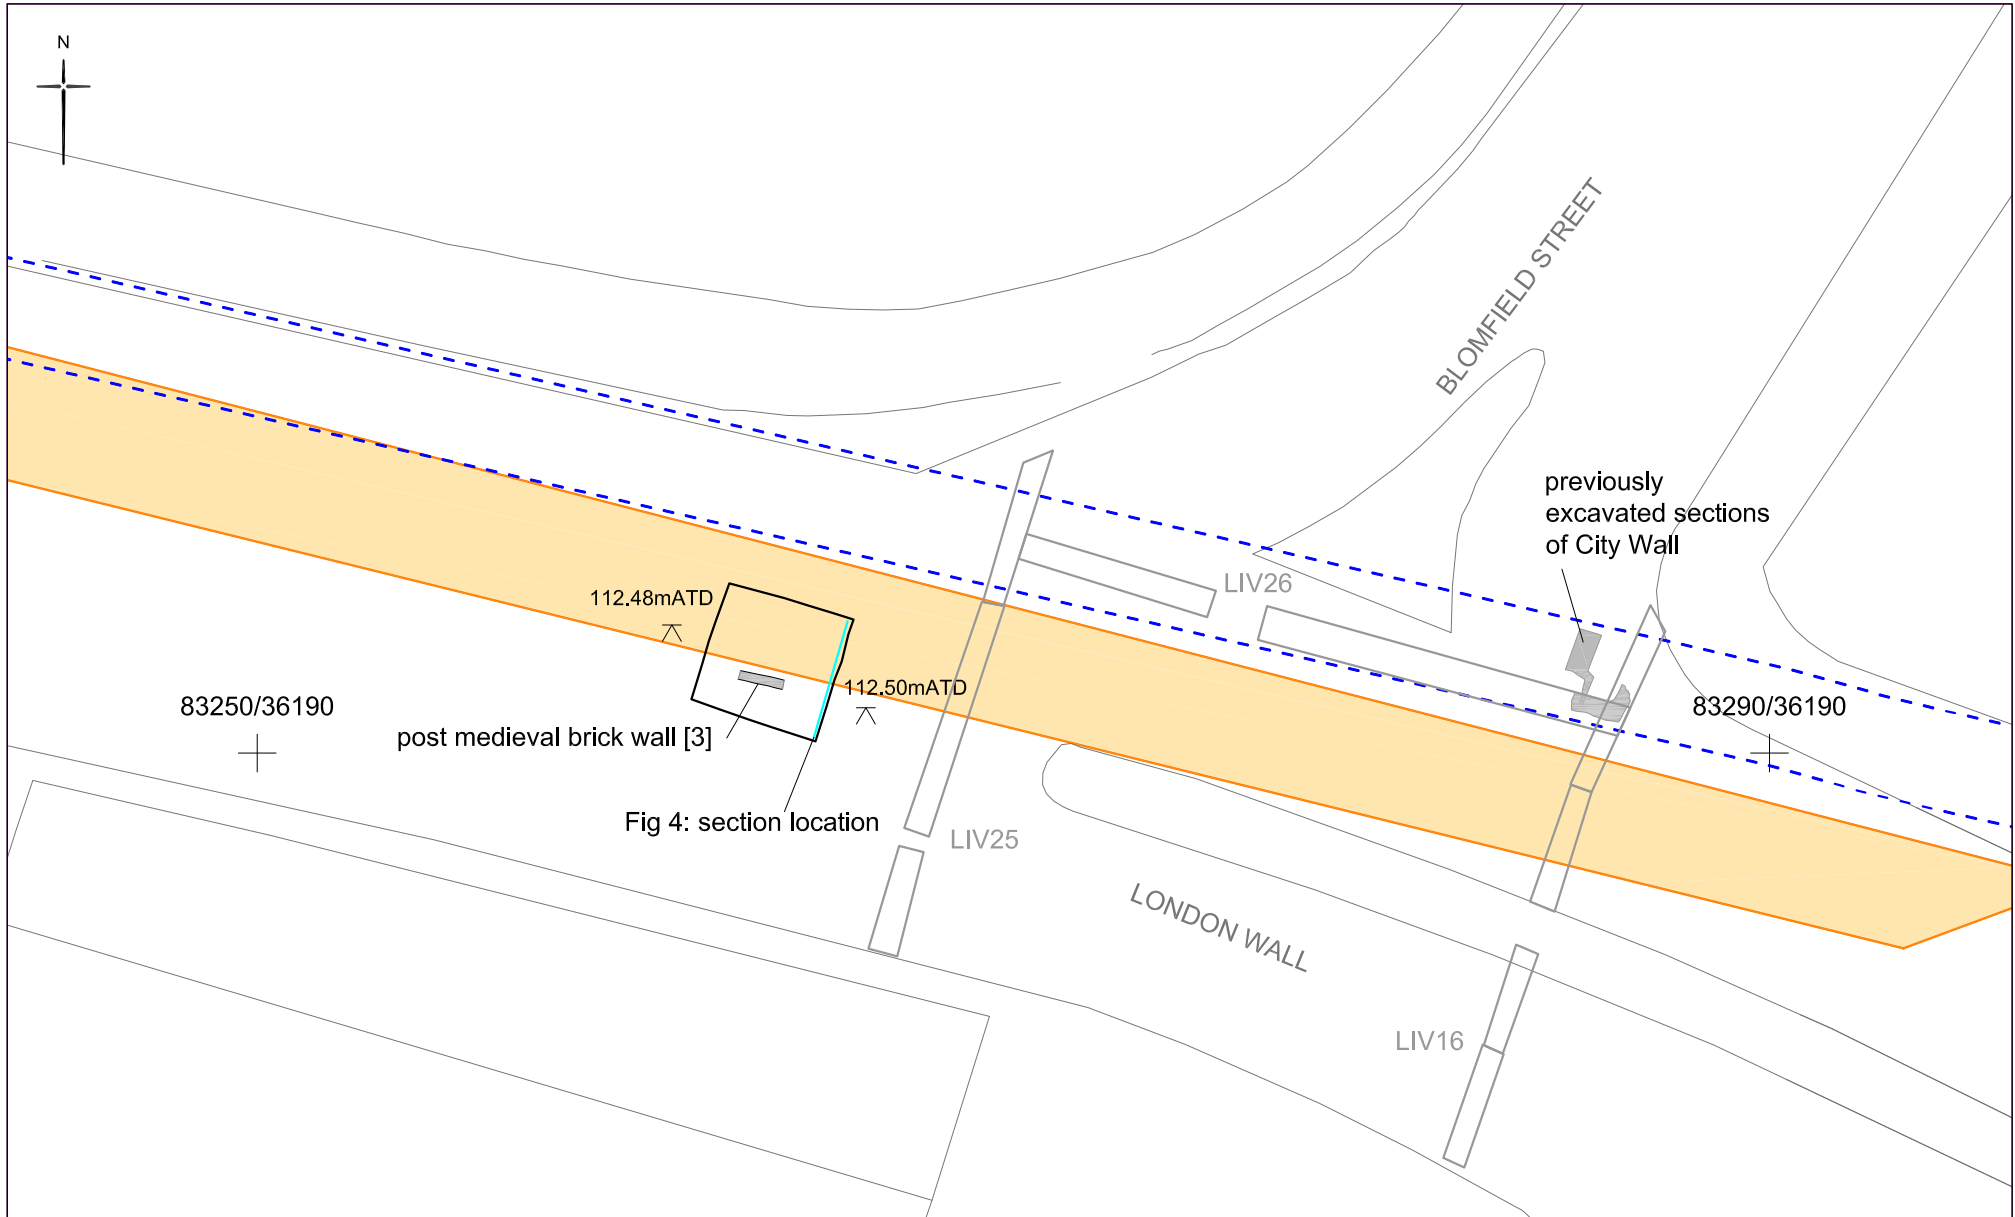 N
BLOMFIELD STREET
previously
excavated sections
of City Wall
LIV26
112.48mATD
112.50mATD
83250/36190
83290/36190
post medieval brick wall [3]
Fig 4: section location
LIV25
LONDON WALL
LIV16